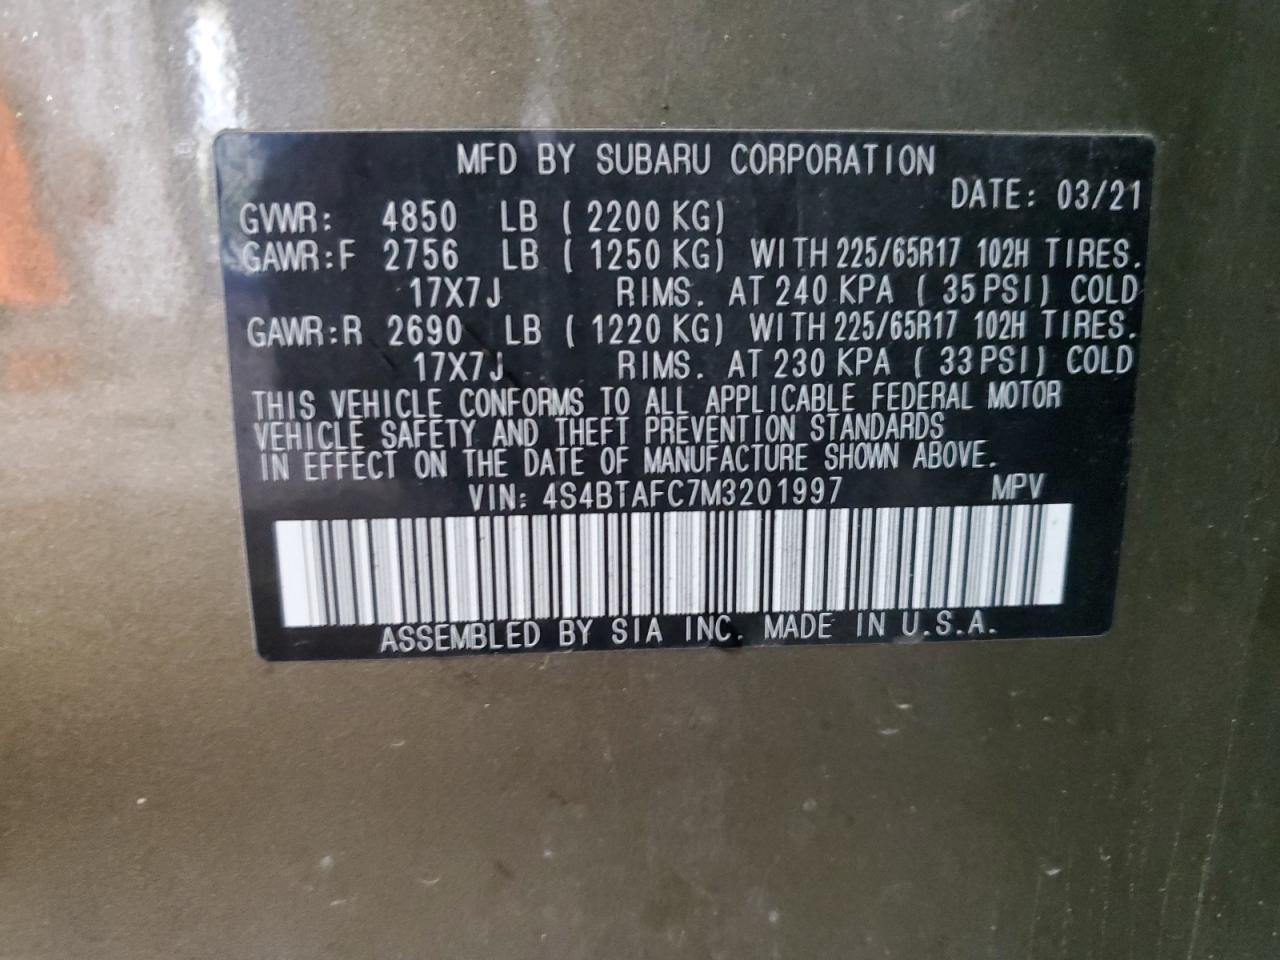 MFD BY SUBARU CORPORATION
DATE: 03/21
GVWR: 4850 LB ( 2200 KG)
GAWR:F 2756 LB ( 1250 KG) WITH 225/65R17 102H TIRES.
17X7J RIMS. AT 240 KPA ( 35 PSI) COLD
GAWR:R 2690 LB ( 1220 KG) WITH 225/65R17 102H TIRES.
17X7J RIMS. AT 230 KPA ( 33 PSI) COLD
THIS VEHICLE CONFORMS TO ALL APPLICABLE FEDERAL MOTOR
VEHICLE SAFETY AND THEFT PREVENTION STANDARDS
IN EFFECT ON THE DATE OF MANUFACTURE SHOWN ABOVE.
VIN: 4S4BTAFC7M3201997 MPV
ASSEMBLED BY SIA INC. MADE IN U.S.A.